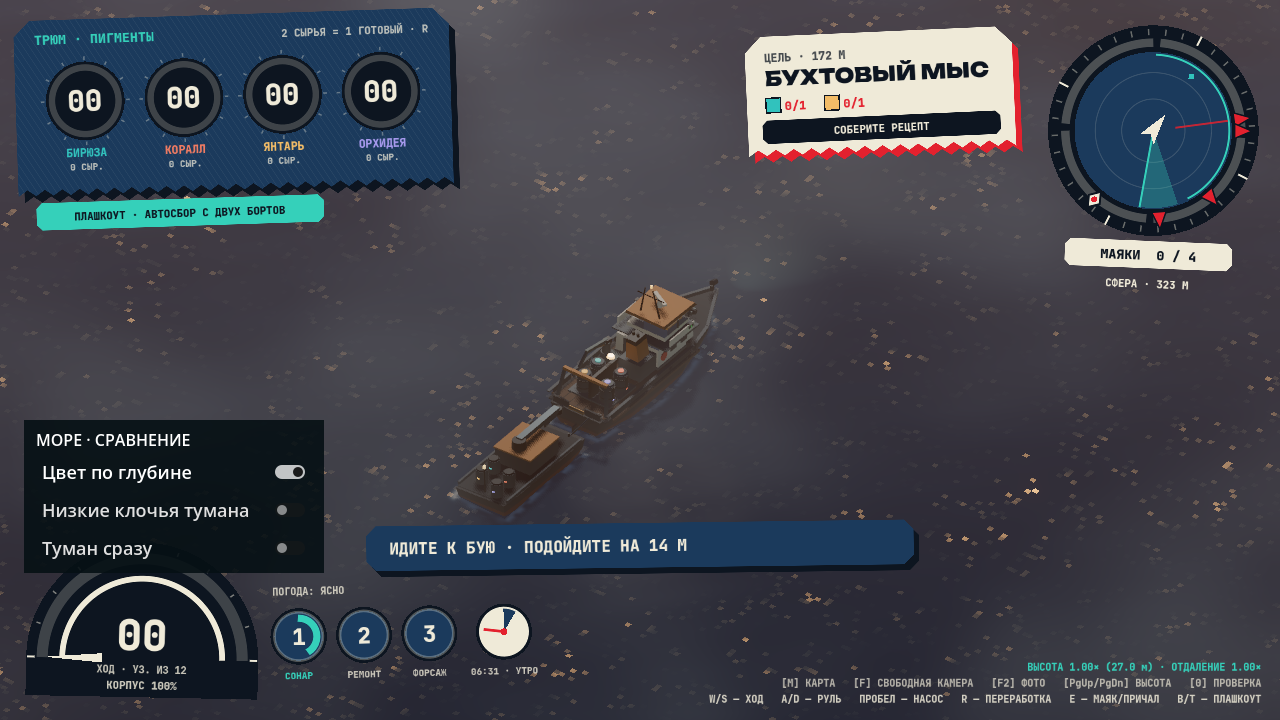 ТРЮМ · ПИГМЕНТЫ
2 СЫРЬЯ = 1 ГОТОВЫЙ · R
00 00 00 00
БИРЮЗА КОРАЛЛ ЯНТАРЬ ОРХИДЕЯ
0 СЫР. 0 СЫР. 0 СЫР. 0 СЫР.
ПЛАШКОУТ · АВТОСБОР С ДВУХ БОРТОВ
ЦЕЛЬ · 172 М
БУХТОВЫЙ МЫС
0/1 0/1
СОБЕРИТЕ РЕЦЕПТ
МАЯКИ 0 / 4
СФЕРА · 323 М
МОРЕ · СРАВНЕНИЕ
Цвет по глубине
Низкие клочья тумана
Туман сразу
ИДИТЕ К БУЮ · ПОДОЙДИТЕ НА 14 М
00
ХОД · УЗ. ИЗ 12
КОРПУС 100%
ПОГОДА: ЯСНО
1 2 3
СОНАР РЕМОНТ ФОРСАЖ 06:31 · УТРО
ВЫСОТА 1.00× (27.0 м) · ОТДАЛЕНИЕ 1.00×
[M] КАРТА [F] СВОБОДНАЯ КАМЕРА [F2] ФОТО [PgUp/PgDn] ВЫСОТА [0] ПРОВЕРКА
W/S — ХОД A/D — РУЛЬ ПРОБЕЛ — НАСОС R — ПЕРЕРАБОТКА E — МАЯК/ПРИЧАЛ B/T — ПЛАШКОУТ